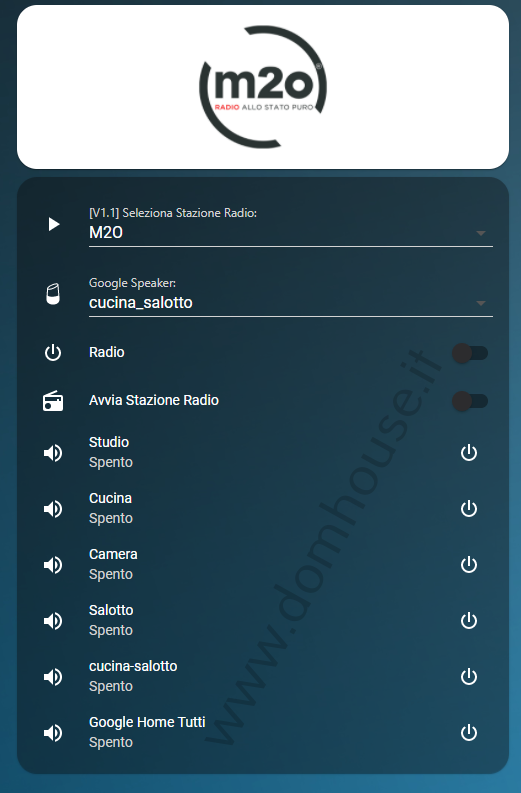 m2o®
RADIO ALLO STATO PURO
[V1.1] Seleziona Stazione Radio:
M2O
Google Speaker:
cucina_salotto
Radio
Avvia Stazione Radio
Studio
Spento
Cucina
Spento
Camera
Spento
Salotto
Spento
cucina-salotto
Spento
Google Home Tutti
Spento
www.domhouse.it